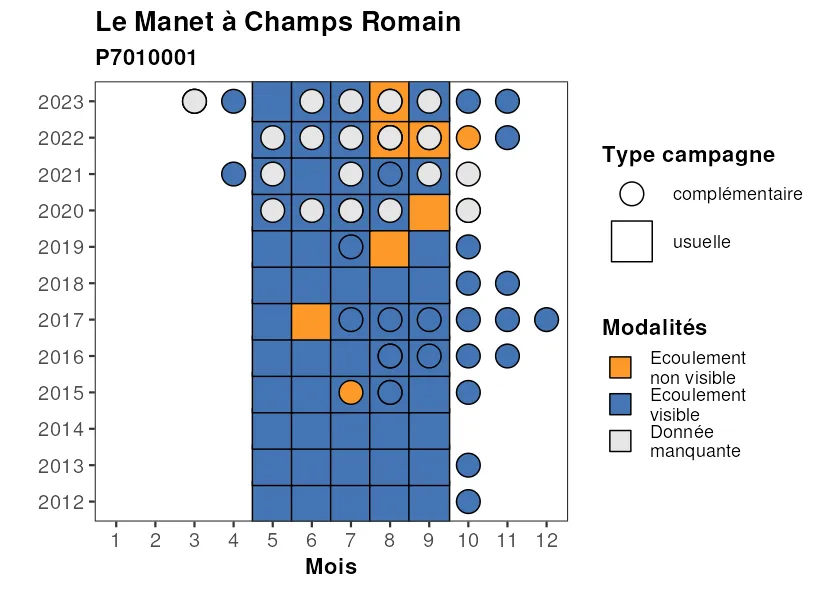 Le Manet à Champs Romain
P7010001
2023
2022
2021
2020
2019
2018
2017
2016
2015
2014
2013
2012
1 2 3 4 5 6 7 8 9 10 11 12
Mois
Type campagne
complémentaire
usuelle
Modalités
Ecoulement
non visible
Ecoulement
visible
Donnée
manquante